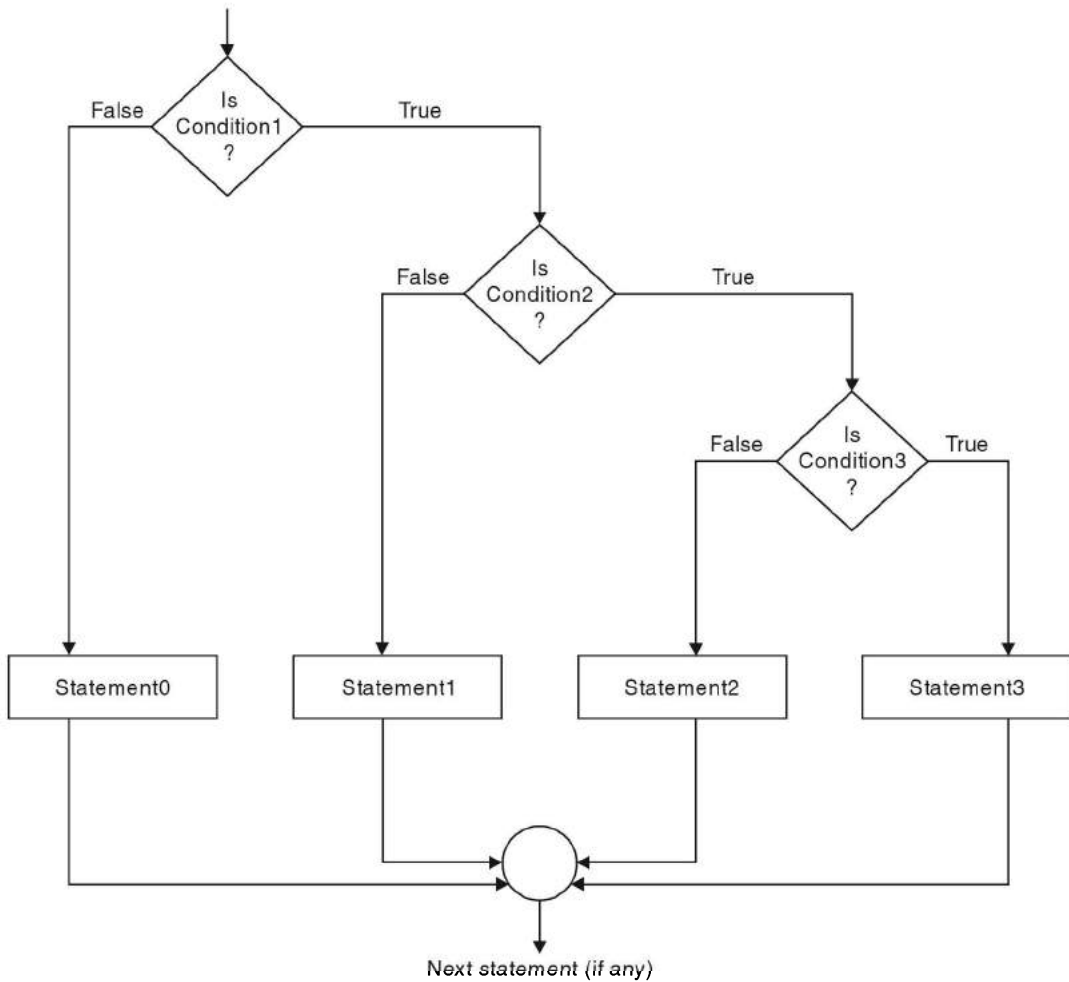 False
Is
Condition1
?
True
False
Is
Condition2
?
True
False
Is
Condition3
?
True
Statement0
Statement1
Statement2
Statement3
Next statement (if any)